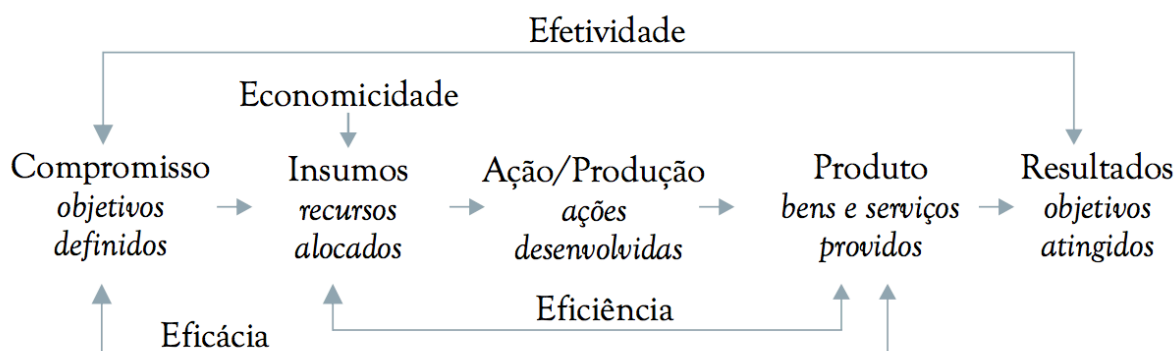 Efetividade
Economicidade
Compromisso
objetivos
definidos
Insumos
recursos
alocados
Ação/Produção
ações
desenvolvidas
Produto
bens e serviços
providos
Resultados
objetivos
atingidos
Eficiência
Eficácia